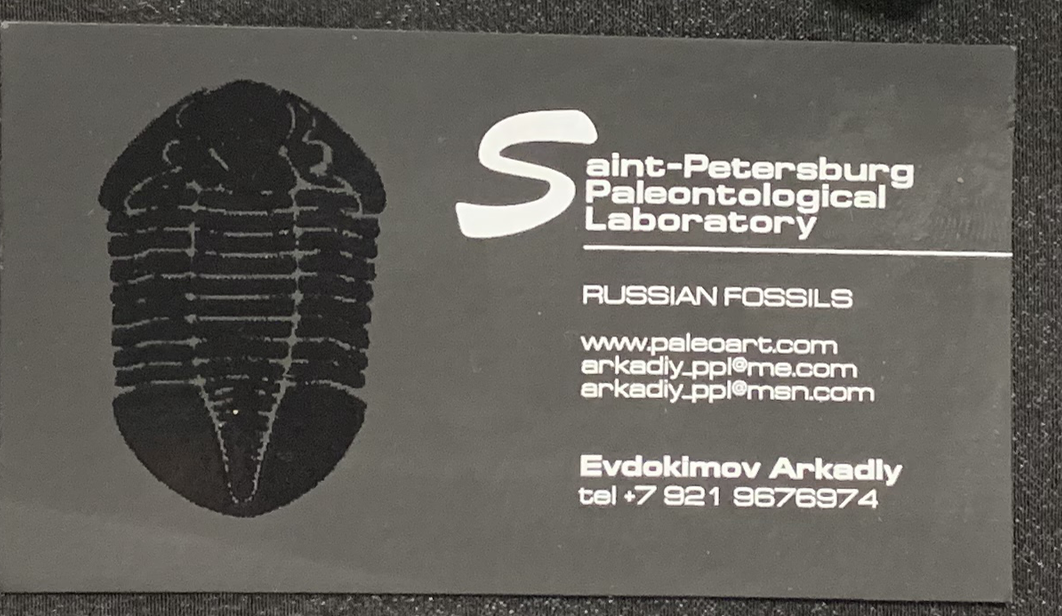 Saint-Petersburg
Paleontological
Laboratory
RUSSIAN FOSSILS
www.paleoart.com
arkadiy_ppl@me.com
arkadiy_ppl@msn.com
Evdokimov Arkadiy
tel +7 921 9676974